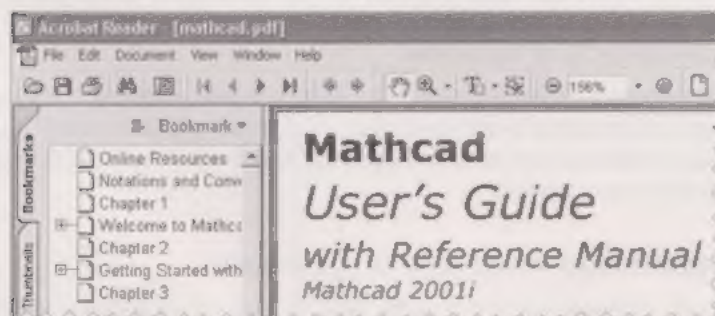 Acrobat Reader - [mathcad.pdf]
File Edit Document View Window Help
156%
Bookmarks
Thumbnails
Bookmark
Online Resources
Notations and Conv
Chapter 1
Welcome to Mathca
Chapter 2
Getting Started with
Chapter 3
Mathcad
User's Guide
with Reference Manual
Mathcad 2001i